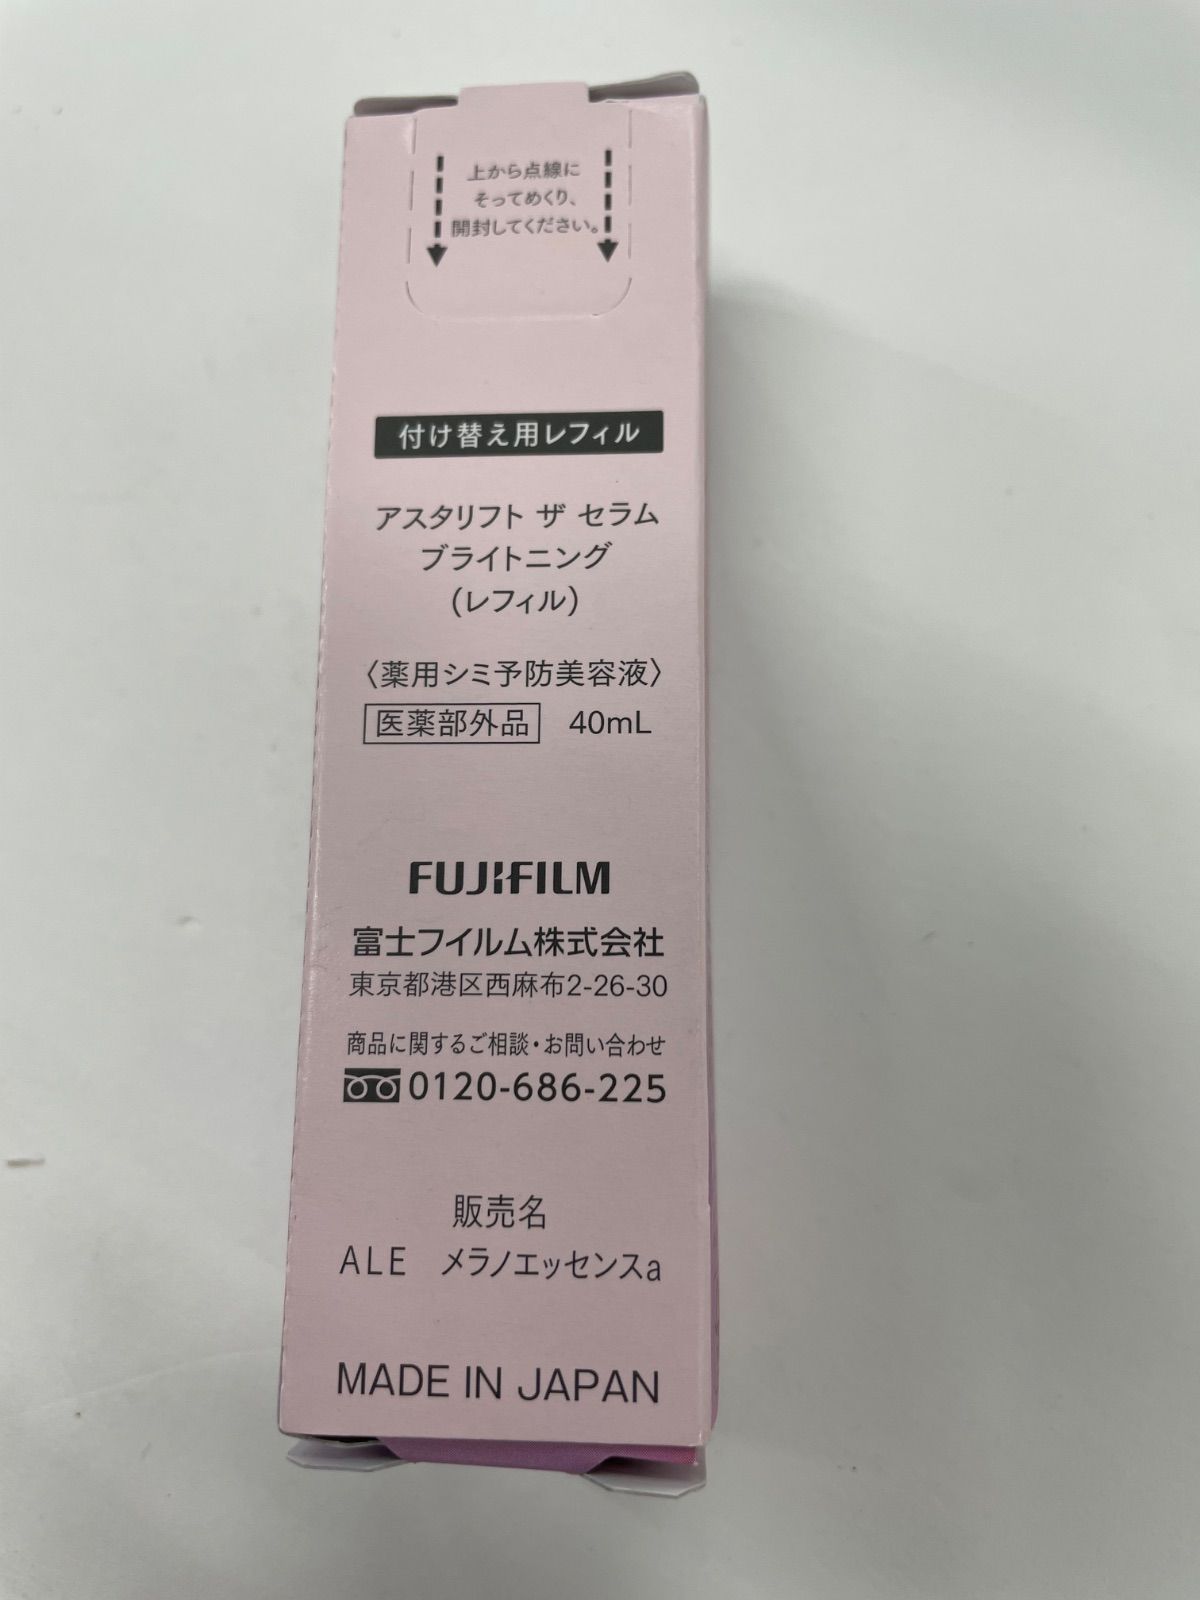 上から点線に
そってめくり、
開封してください。
付け替え用レフィル
アスタリフト ザ セラム
ブライトニング
(レフィル)
〈薬用シミ予防美容液〉
医薬部外品 40mL
FUJIFILM
富士フイルム株式会社
東京都港区西麻布2-26-30
商品に関するご相談・お問い合わせ
0120-686-225
販売名
ALE メラノエッセンスa
MADE IN JAPAN